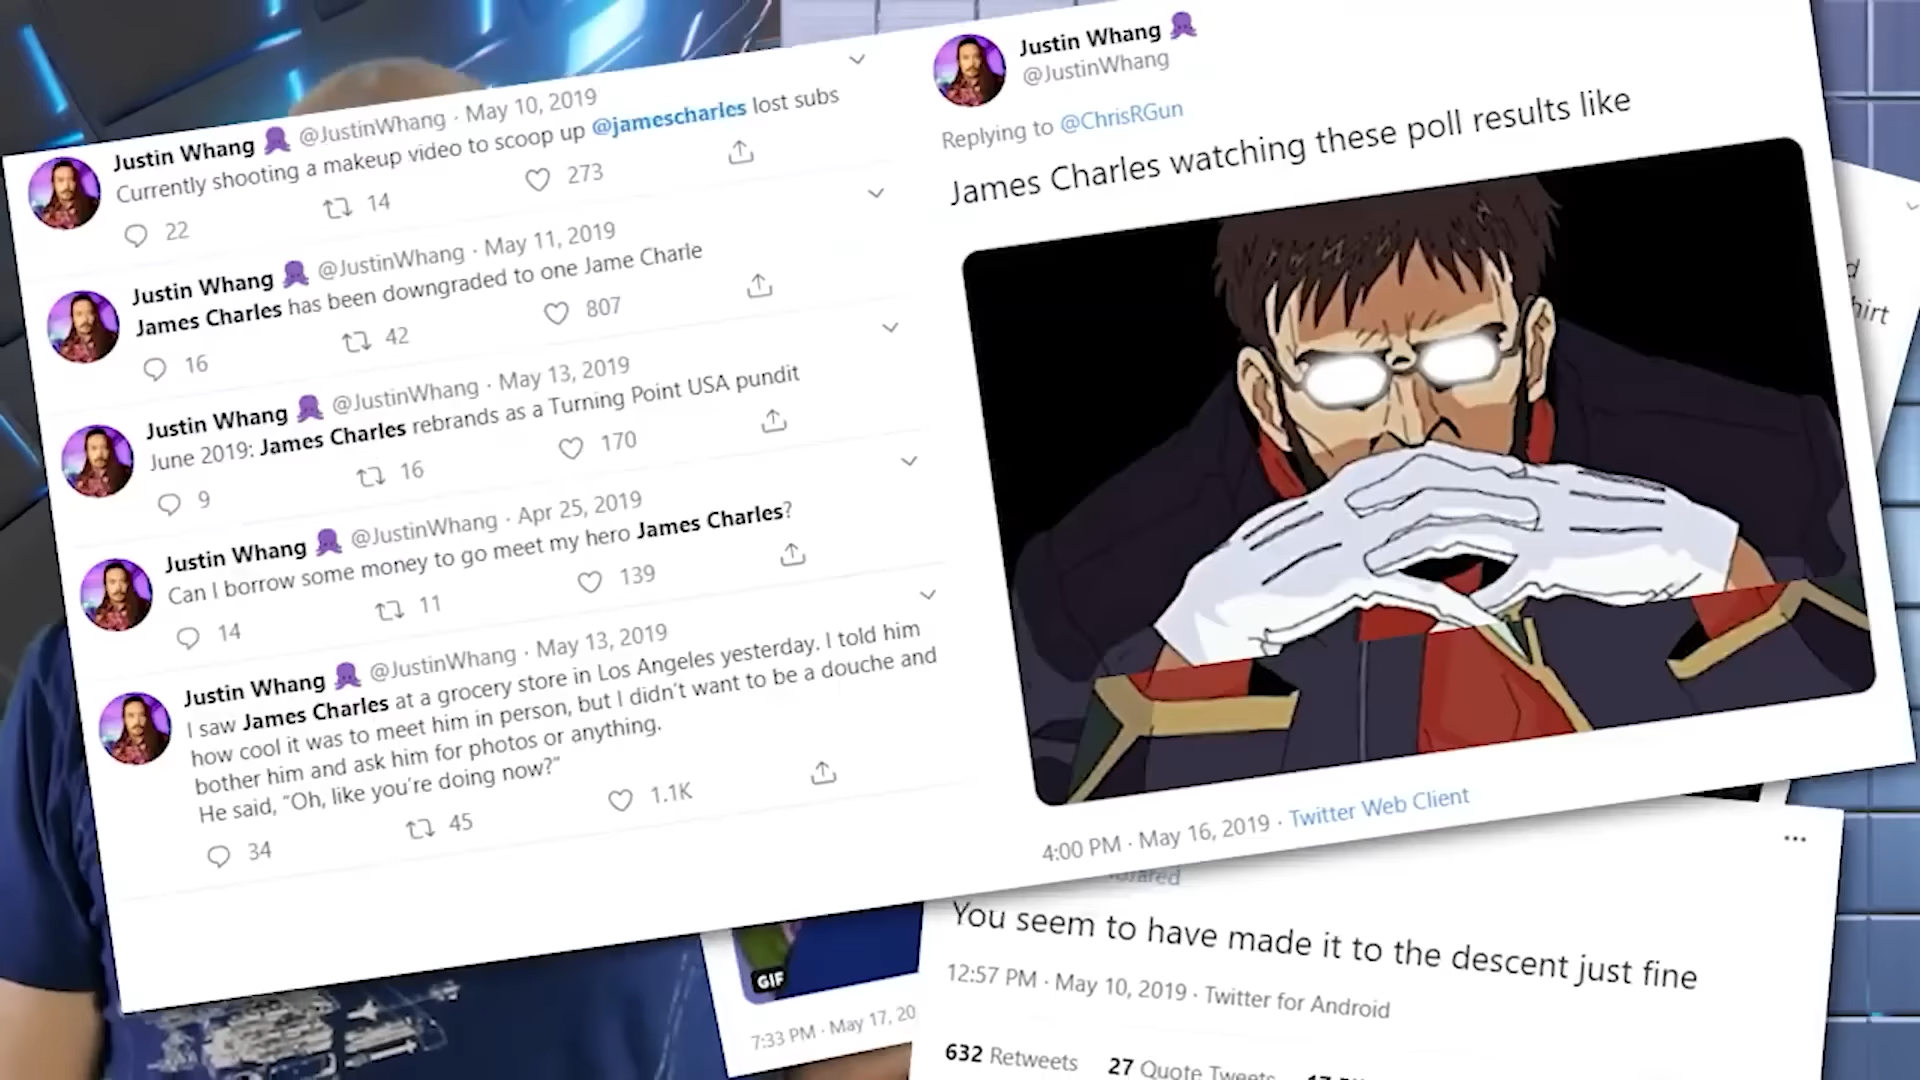 Justin Whang @JustinWhang · May 10, 2019
Currently shooting a makeup video to scoop up @jamescharles lost subs
22 14 273
Justin Whang @JustinWhang · May 11, 2019
James Charles has been downgraded to one Jame Charle
16 42 807
Justin Whang @JustinWhang · May 13, 2019
June 2019: James Charles rebrands as a Turning Point USA pundit
9 16 170
Justin Whang @JustinWhang · Apr 25, 2019
Can I borrow some money to go meet my hero James Charles?
14 11 139
Justin Whang @JustinWhang · May 13, 2019
I saw James Charles at a grocery store in Los Angeles yesterday. I told him
how cool it was to meet him in person, but I didn't want to be a douche and
bother him and ask him for photos or anything.
He said, "Oh, like you're doing now?"
34 45 1.1K
Justin Whang
@JustinWhang
Replying to @ChrisRGun
James Charles watching these poll results like
4:00 PM · May 16, 2019 · Twitter Web Client
GIF
7:33 PM · May 17, 20
You seem to have made it to the descent just fine
12:57 PM · May 10, 2019 · Twitter for Android
632 Retweets 27 Quote Tweets